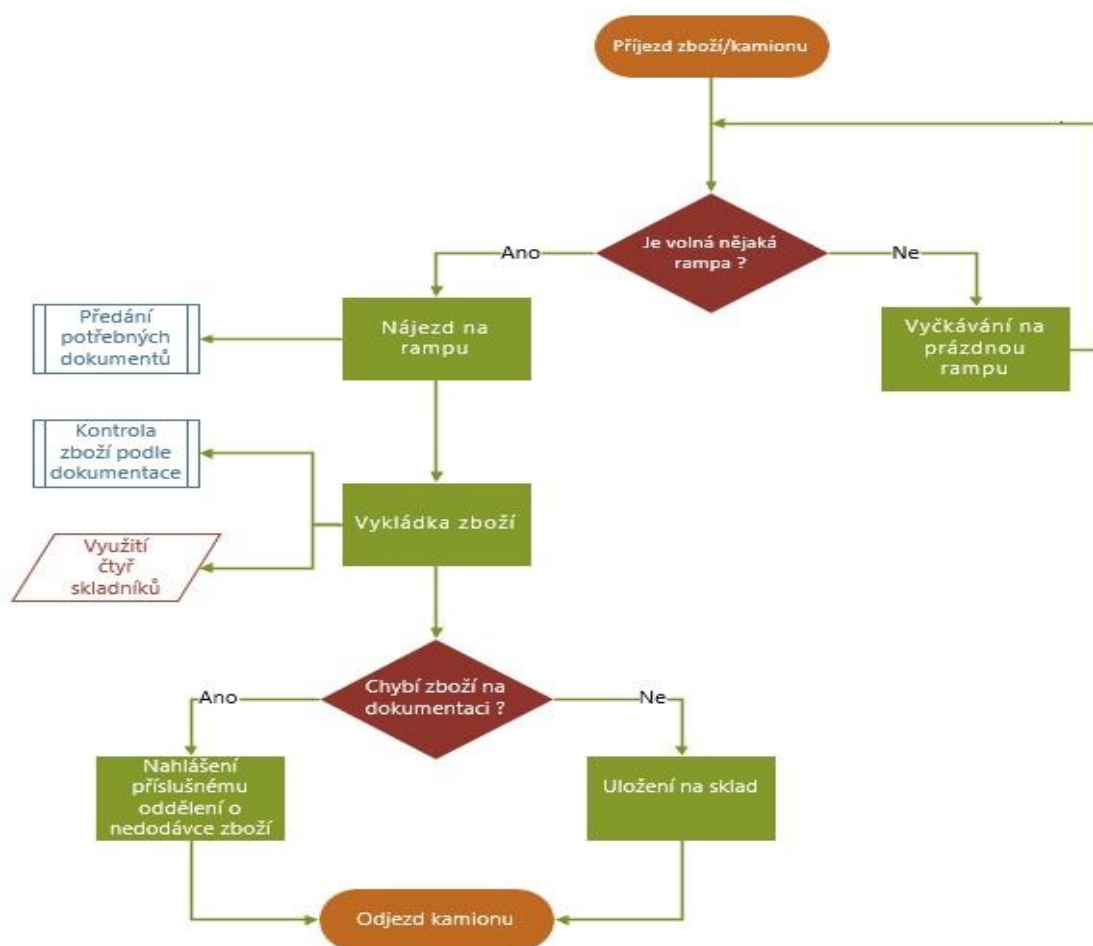 Příjezd zboží/kamionu
Je volná nějaká
rampa ?
Ano
Ne
Předání
potřebných
dokumentů
Nájezd na
rampu
Vyčkávání na
prázdnou
rampu
Kontrola
zboží podle
dokumentace
Vykládka zboží
Využití
čtyř
skladníků
Chybí zboží na
dokumentaci ?
Ano
Ne
Nahlášení
příslušnému
oddělení o
nedodávce zboží
Uložení na sklad
Odjezd kamionu